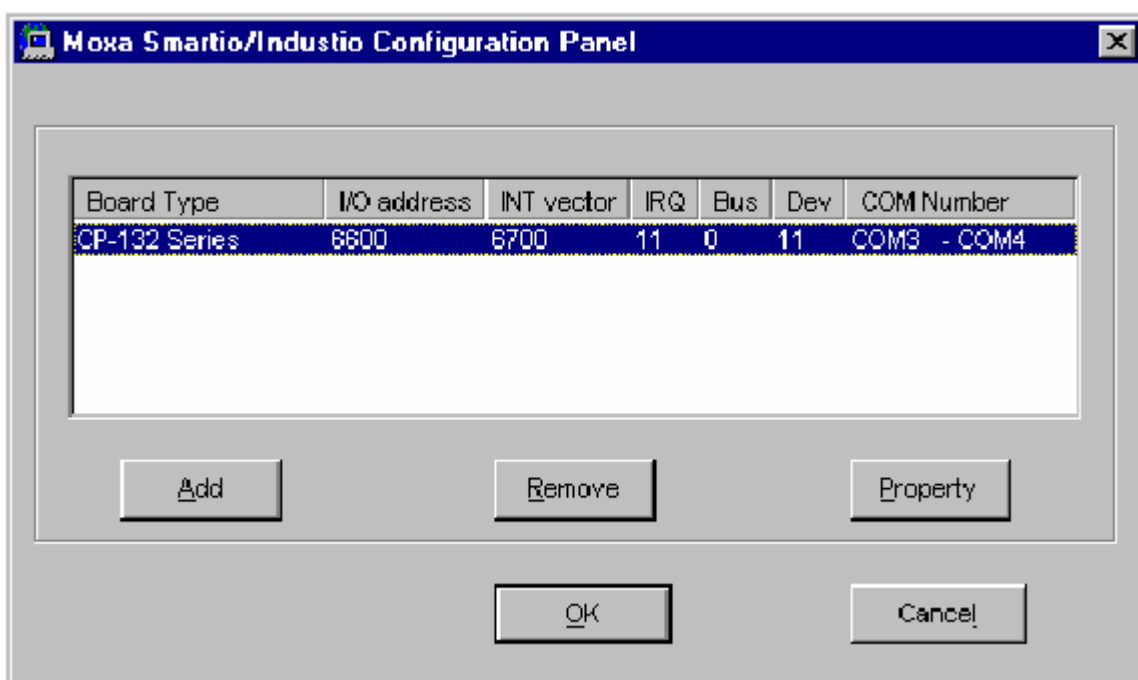 Moxa Smartio/Industio Configuration Panel
Board Type I/O address INT vector IRQ Bus Dev COM Number
CP-132 Series 6600 6700 11 0 11 COM3 - COM4
Add Remove Property
OK Cancel